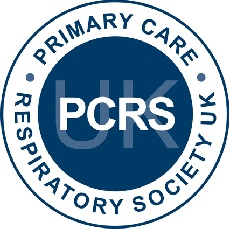 PRIMARY CARE
UK
PCRS
RESPIRATORY SOCIETY UK